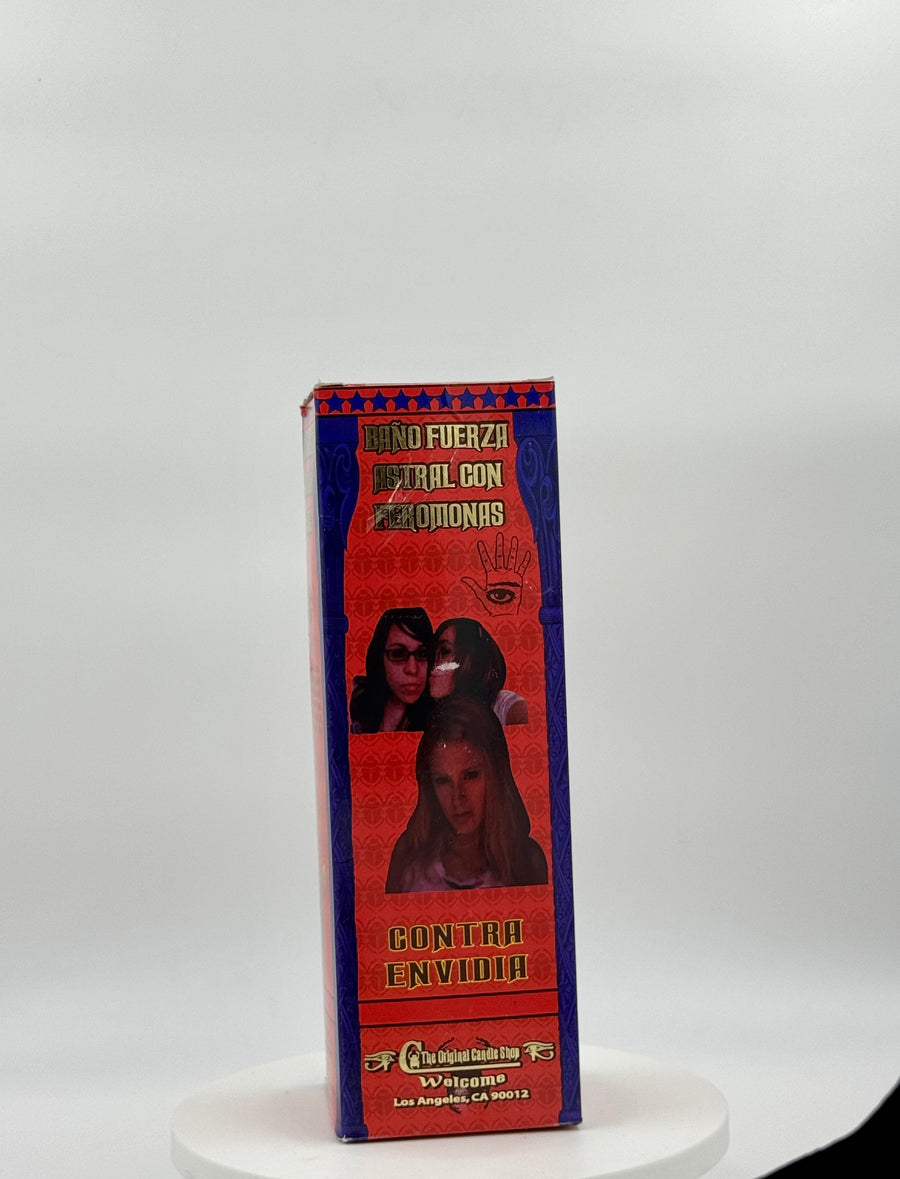 BAÑO FUERZA
ASTRAL CON
FEROMONAS
CONTRA
ENVIDIA
The Original Candle Shop
Welcome
Los Angeles, CA 90012